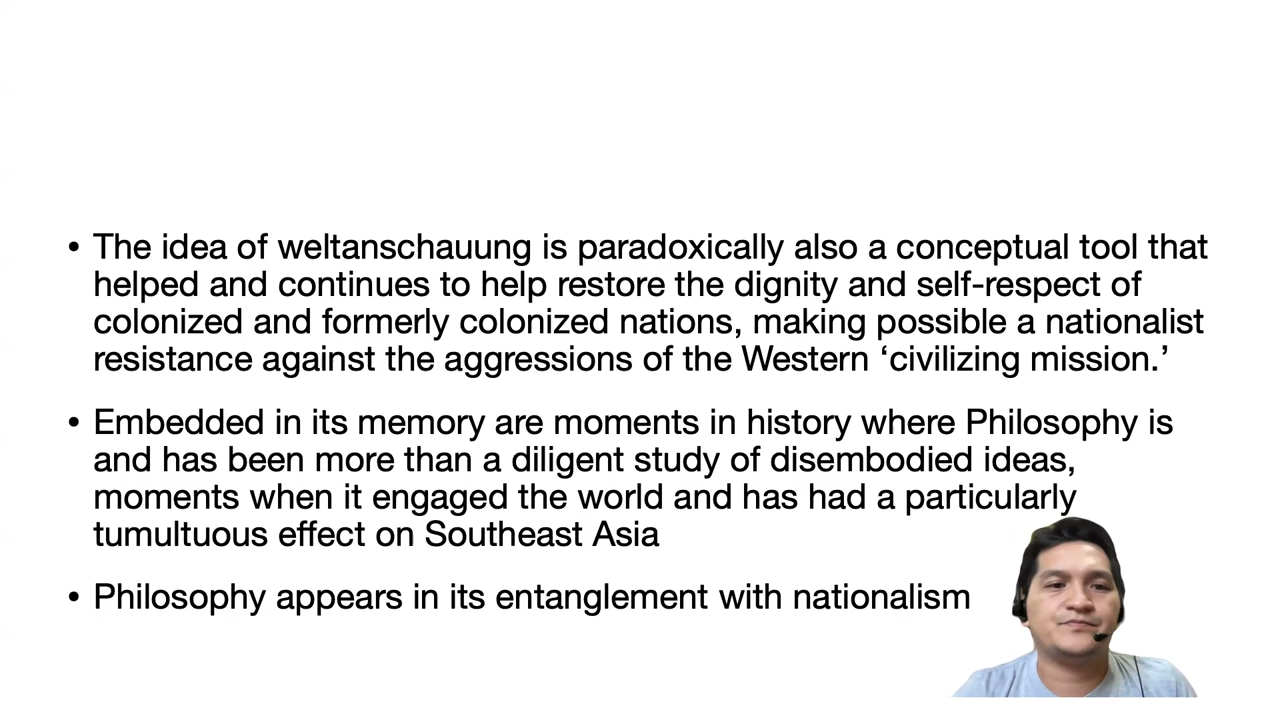 • The idea of weltanschauung is paradoxically also a conceptual tool that
helped and continues to help restore the dignity and self-respect of
colonized and formerly colonized nations, making possible a nationalist
resistance against the aggressions of the Western ‘civilizing mission.’
• Embedded in its memory are moments in history where Philosophy is
and has been more than a diligent study of disembodied ideas,
moments when it engaged the world and has had a particularly
tumultuous effect on Southeast Asia
• Philosophy appears in its entanglement with nationalism